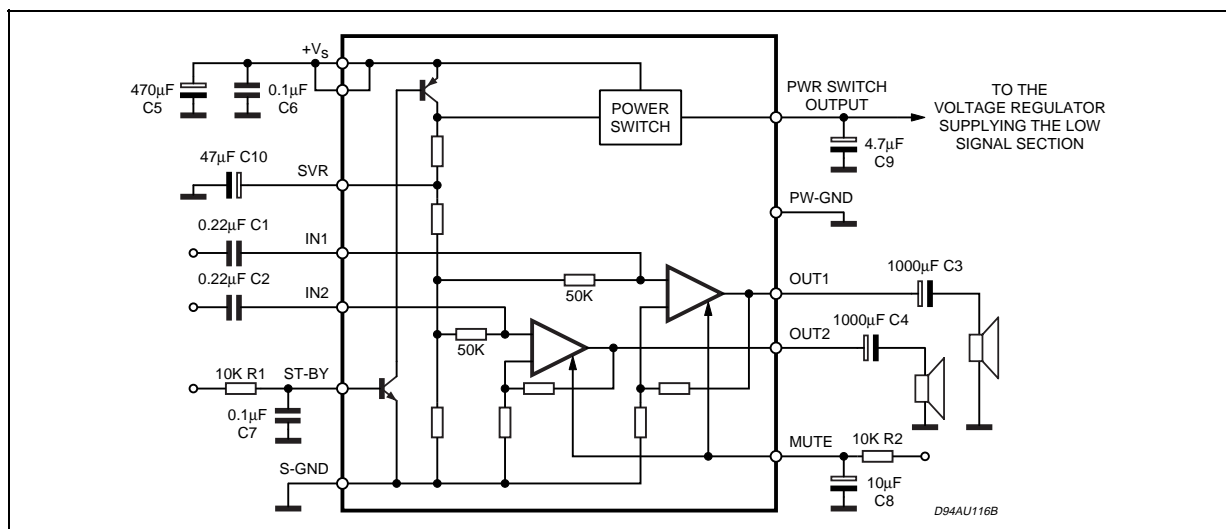 +Vs
470μF
C5
0.1μF
C6
POWER
SWITCH
PWR SWITCH
OUTPUT
TO THE
VOLTAGE REGULATOR
SUPPLYING THE LOW
SIGNAL SECTION
4.7μF
C9
47μF C10
SVR
PW-GND
0.22μF C1
IN1
0.22μF C2
IN2
50K
50K
OUT1
1000μF C3
OUT2
1000μF C4
10K R1
ST-BY
0.1μF
C7
S-GND
MUTE
10K R2
10μF
C8
D94AU116B